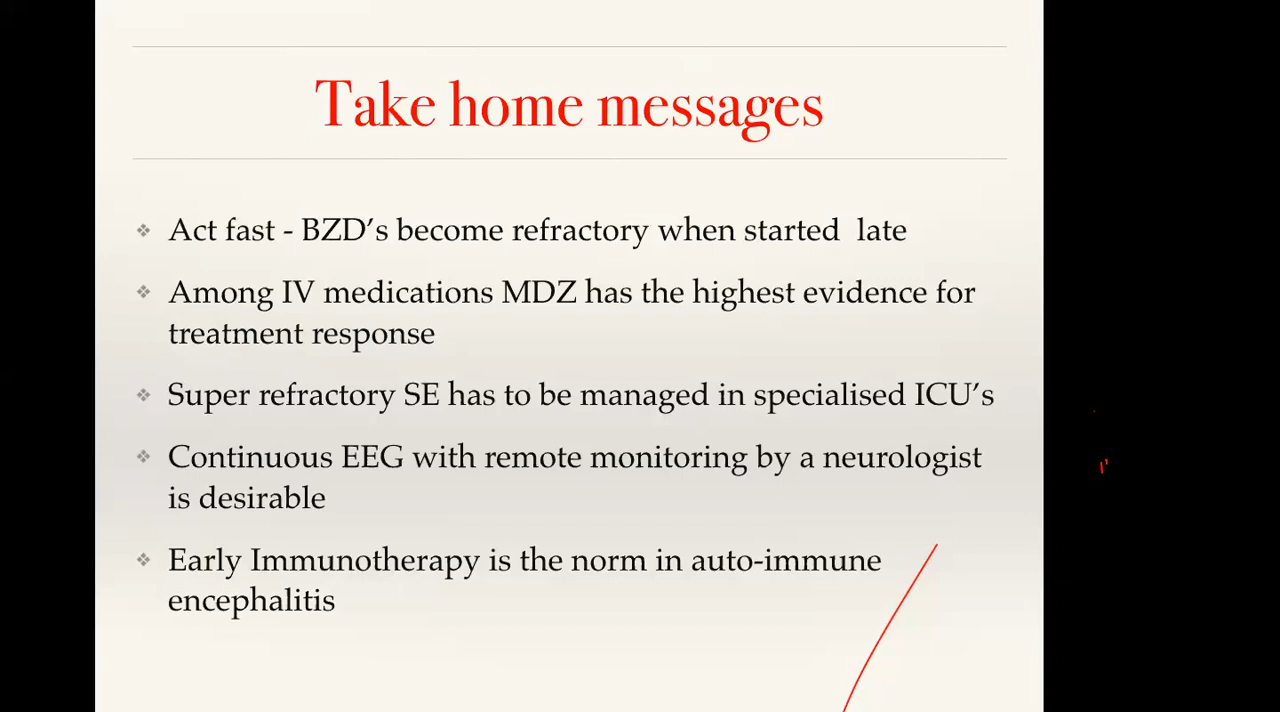 Take home messages
Act fast - BZD’s become refractory when started late
Among IV medications MDZ has the highest evidence for
treatment response
Super refractory SE has to be managed in specialised ICU’s
Continuous EEG with remote monitoring by a neurologist
is desirable
Early Immunotherapy is the norm in auto-immune
encephalitis